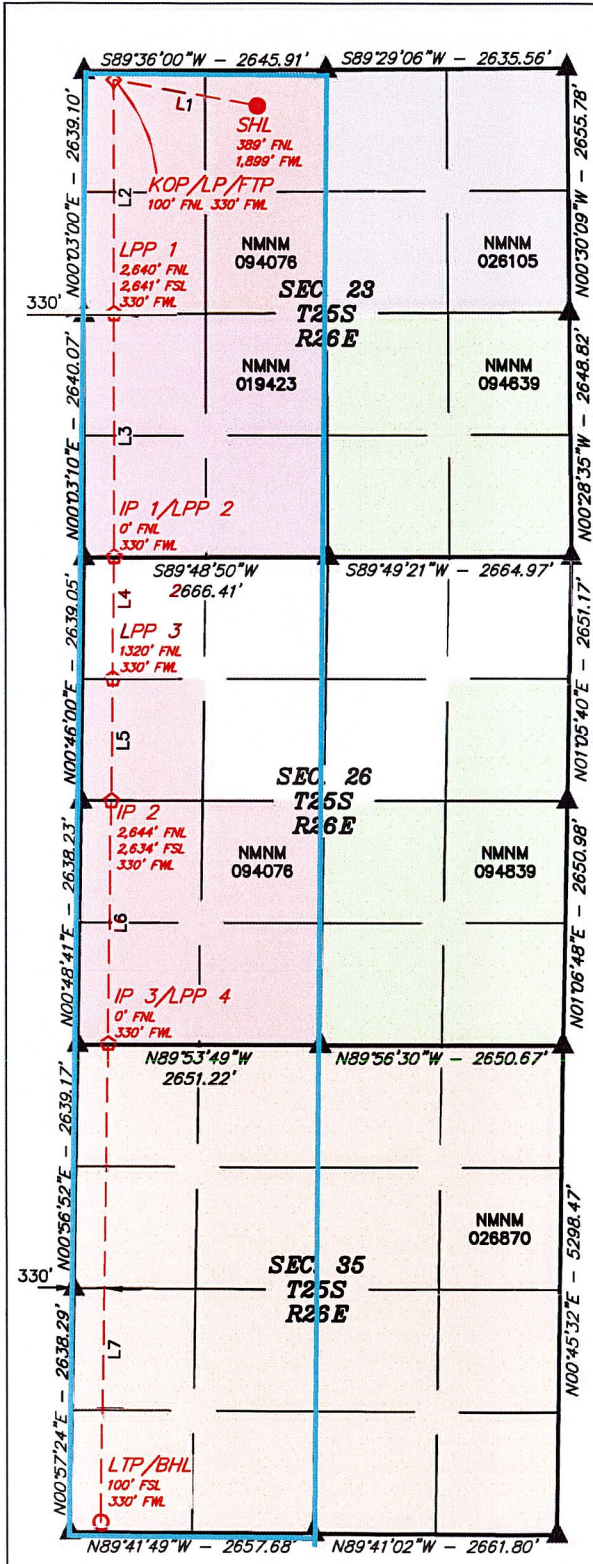 S89°36'00"W - 2645.91'
S89°29'06"W - 2635.56'
N00°03'00"E - 2639.10'
N00°30'09"W - 2655.78'
L1
SHL
389' FNL
1,899' FWL
L2
KOP/LP/FTP
100' FNL 330' FWL
LPP 1
2,640' FNL
2,641' FSL
330' FWL
NMNM
094076
NMNM
026105
330'
SEC. 23
T25S
R26E
NMNM
019423
NMNM
094639
N00°03'10"E - 2640.07'
N00°28'35"W - 2648.82'
L3
IP 1/LPP 2
0' FNL
330' FWL
S89°48'50"W
2666.41'
S89°49'21"W - 2664.97'
N00°46'00"E - 2639.05'
N01°05'40"E - 2651.17'
L4
LPP 3
1320' FNL
330' FWL
L5
SEC. 26
T25S
R26E
IP 2
2,644' FNL
2,634' FSL
330' FWL
NMNM
094076
NMNM
094839
N00°48'41"E - 2638.23'
N01°06'48"E - 2650.98'
L6
IP 3/LPP 4
0' FNL
330' FWL
N89°53'49"W
2651.22'
N89°56'30"W - 2650.67'
N00°56'52"E - 2639.17'
NMNM
026870
SEC. 35
T25S
R26E
330'
N00°45'32"E - 5298.47'
N00°57'24"E - 2638.29'
L7
LTP/BHL
100' FSL
330' FWL
N89°41'49"W - 2657.68'
N89°41'02"W - 2661.80'